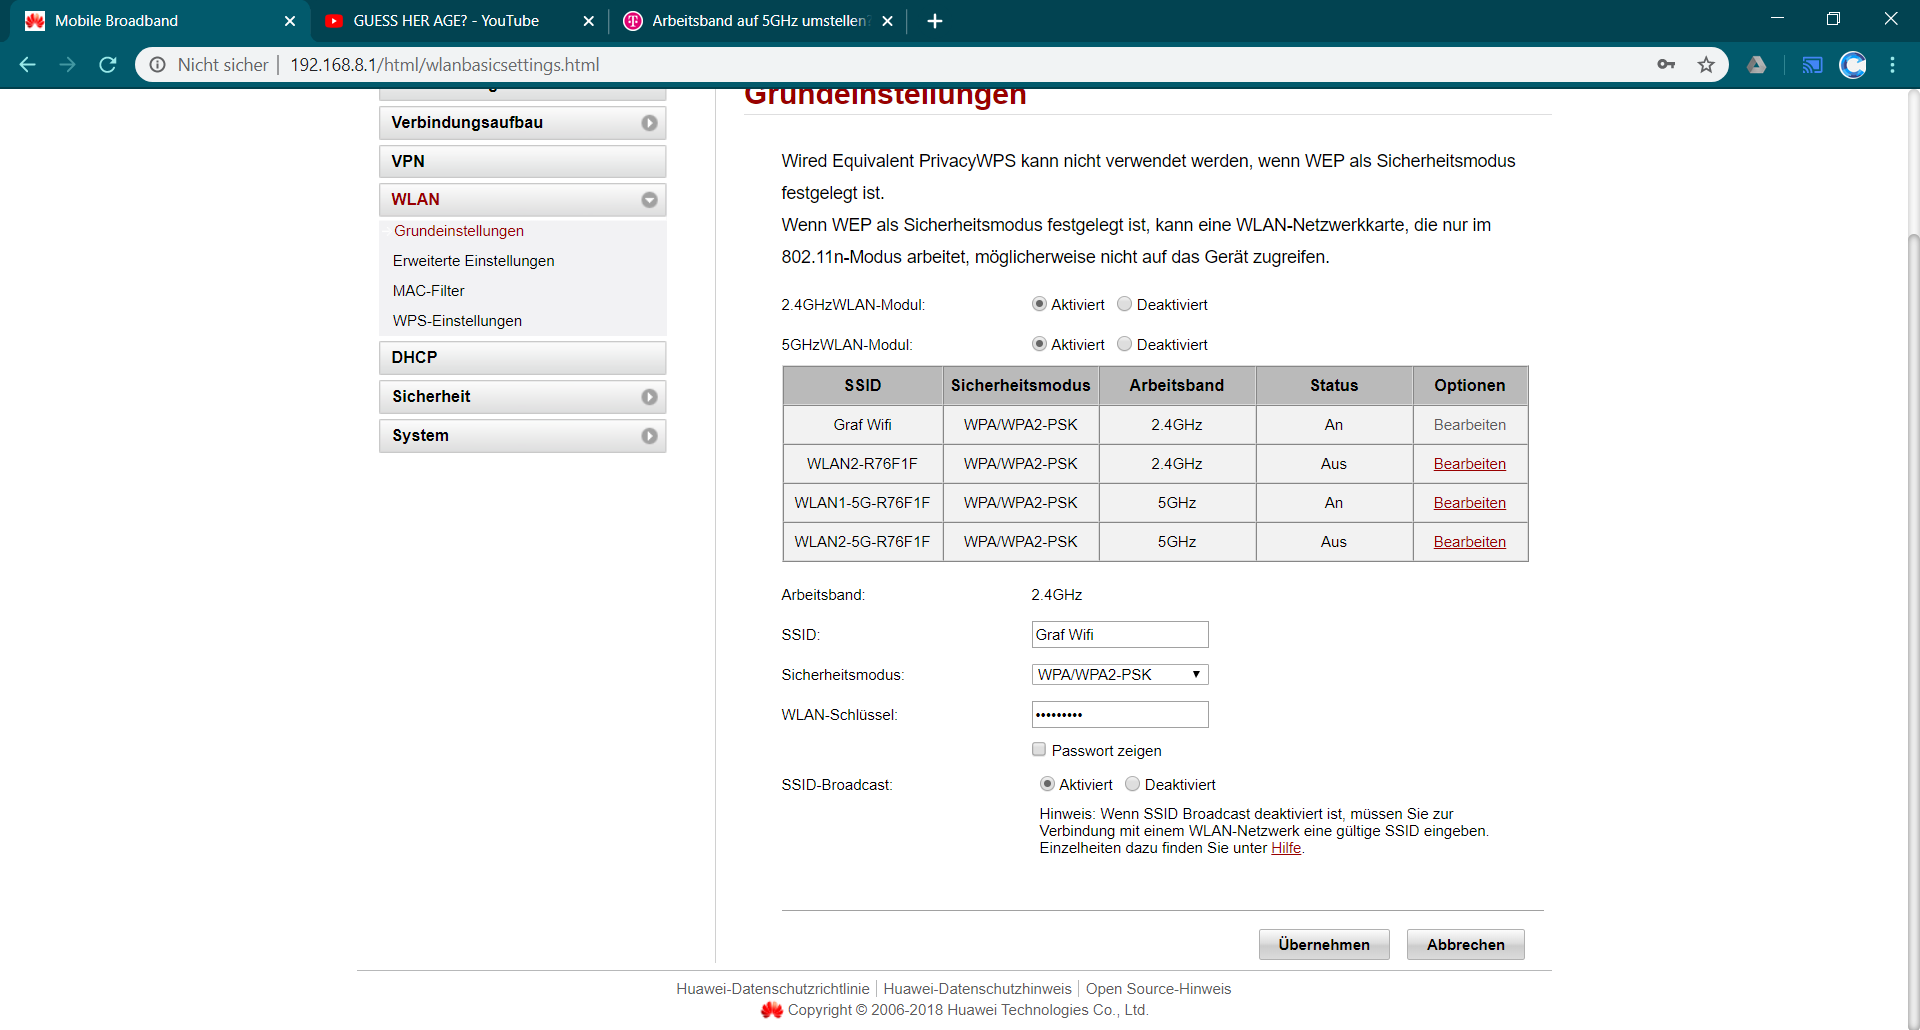 Mobile Broadband
GUESS HER AGE? - YouTube
Arbeitsband auf 5GHz umstellen?
Nicht sicher
192.168.8.1/html/wlanbasicsettings.html
Verbindungsaufbau
VPN
WLAN
Grundeinstellungen
Erweiterte Einstellungen
MAC-Filter
WPS-Einstellungen
DHCP
Sicherheit
System
Grundeinstellungen
Wired Equivalent PrivacyWPS kann nicht verwendet werden, wenn WEP als Sicherheitsmodus
festgelegt ist.
Wenn WEP als Sicherheitsmodus festgelegt ist, kann eine WLAN-Netzwerkkarte, die nur im
802.11n-Modus arbeitet, möglicherweise nicht auf das Gerät zugreifen.
2.4GHzWLAN-Modul: Aktiviert Deaktiviert
5GHzWLAN-Modul: Aktiviert Deaktiviert
SSID Sicherheitsmodus Arbeitsband Status Optionen
Graf Wifi WPA/WPA2-PSK 2.4GHz An Bearbeiten
WLAN2-R76F1F WPA/WPA2-PSK 2.4GHz Aus Bearbeiten
WLAN1-5G-R76F1F WPA/WPA2-PSK 5GHz An Bearbeiten
WLAN2-5G-R76F1F WPA/WPA2-PSK 5GHz Aus Bearbeiten
Arbeitsband: 2.4GHz
SSID: Graf Wifi
Sicherheitsmodus: WPA/WPA2-PSK
WLAN-Schlüssel: •••••••••
Passwort zeigen
SSID-Broadcast: Aktiviert Deaktiviert
Hinweis: Wenn SSID Broadcast deaktiviert ist, müssen Sie zur
Verbindung mit einem WLAN-Netzwerk eine gültige SSID eingeben.
Einzelheiten dazu finden Sie unter Hilfe.
Übernehmen Abbrechen
Huawei-Datenschutzrichtlinie Huawei-Datenschutzhinweis Open Source-Hinweis
Copyright © 2006-2018 Huawei Technologies Co., Ltd.